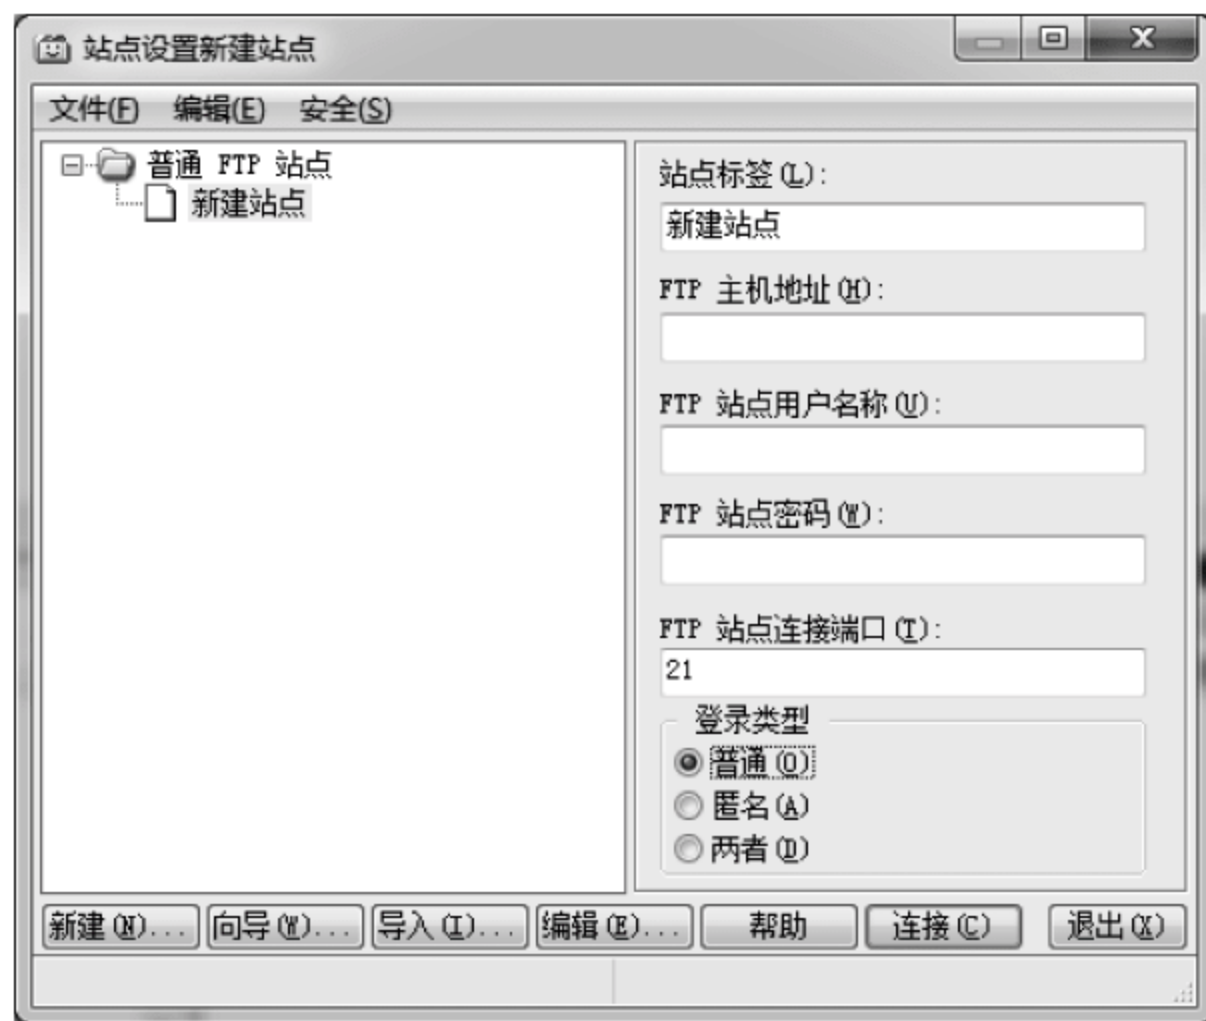 站点设置新建站点
文件(F) 编辑(E) 安全(S)
普通 FTP 站点
新建站点
站点标签(L):
新建站点
FTP 主机地址(H):
FTP 站点用户名称(U):
FTP 站点密码(W):
FTP 站点连接端口(T):
21
登录类型
普通(O)
匿名(A)
两者(D)
新建(N)... 向导(W)... 导入(I)... 编辑(E)... 帮助 连接(C) 退出(X)